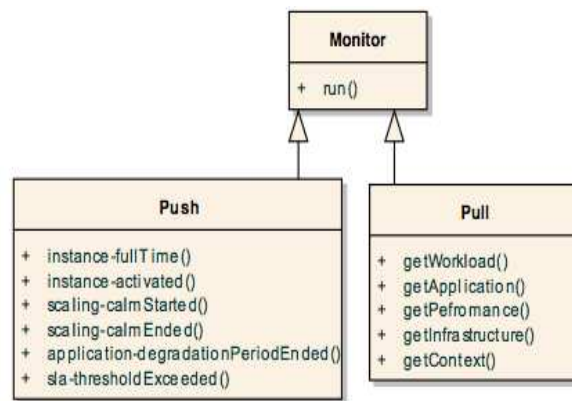 Monitor
+ run()
Push
+ instance-fullTime()
+ instance-activated()
+ scaling-calmStarted()
+ scaling-calmEnded()
+ application-degradationPeriodEnded()
+ sla-thresholdExceeded()
Pull
+ getWorkload()
+ getApplication()
+ getPefromance()
+ getInfrastructure()
+ getContext()